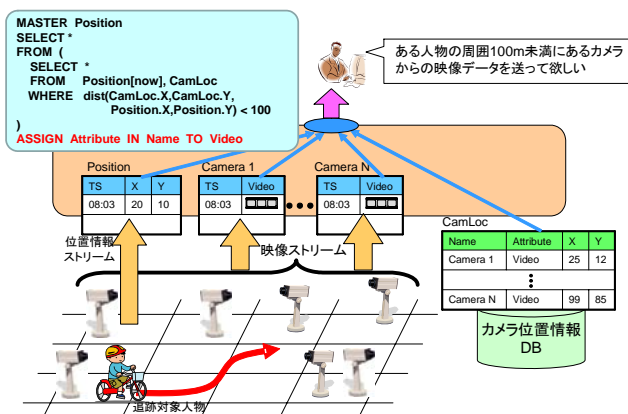 MASTER Position
SELECT *
FROM (
SELECT *
FROM Position[now], CamLoc
WHERE dist(CamLoc.X,CamLoc.Y,
Position.X,Position.Y) < 100
)
ASSIGN Attribute IN Name TO Video
ある人物の周囲100m未満にあるカメラ
からの映像データを送って欲しい
Position
TS X Y
08:03 20 10
Camera 1
TS Video
08:03
Camera N
TS Video
08:03
位置情報
ストリーム
映像ストリーム
CamLoc
Name Attribute X Y
Camera 1 Video 25 12
Camera N Video 99 85
カメラ位置情報
DB
追跡対象人物